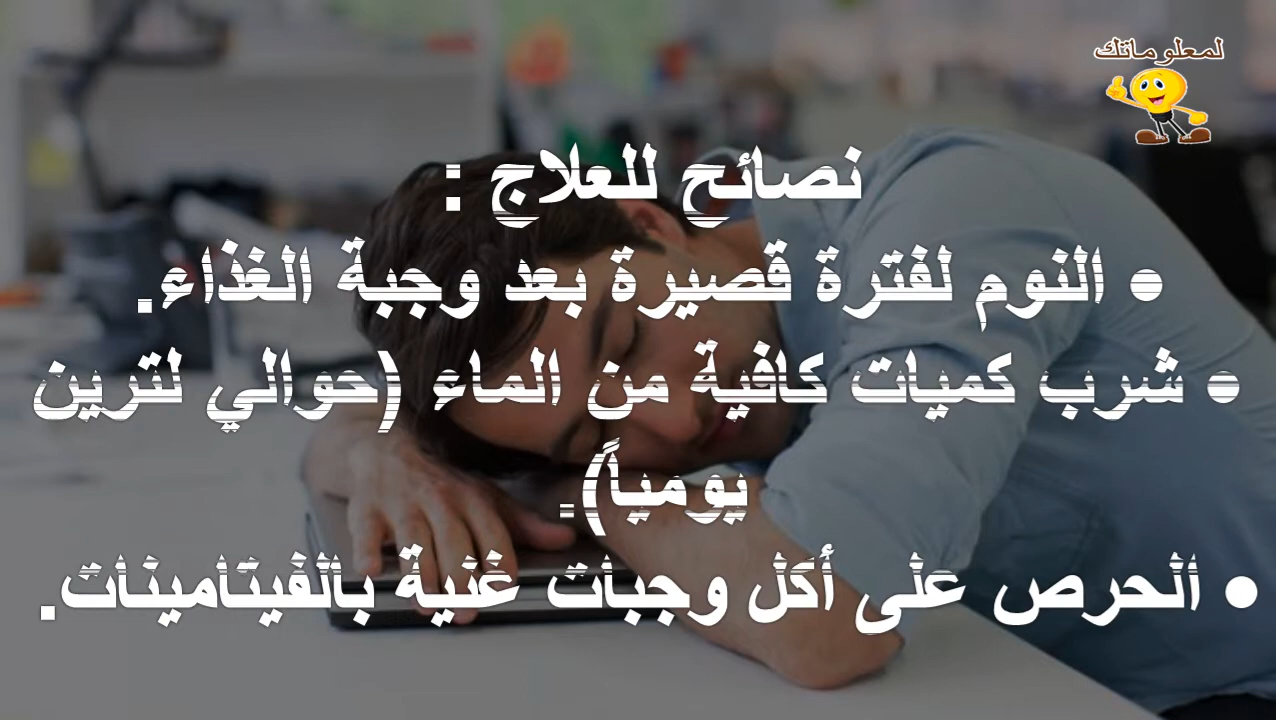 لمعلوماتك
نصائح للعلاج :
• النوم لفترة قصيرة بعد وجبة الغذاء.
• شرب كميات كافية من الماء (حوالي لترين
يومياً).
• الحرص على أكل وجبات غنية بالفيتامينات.